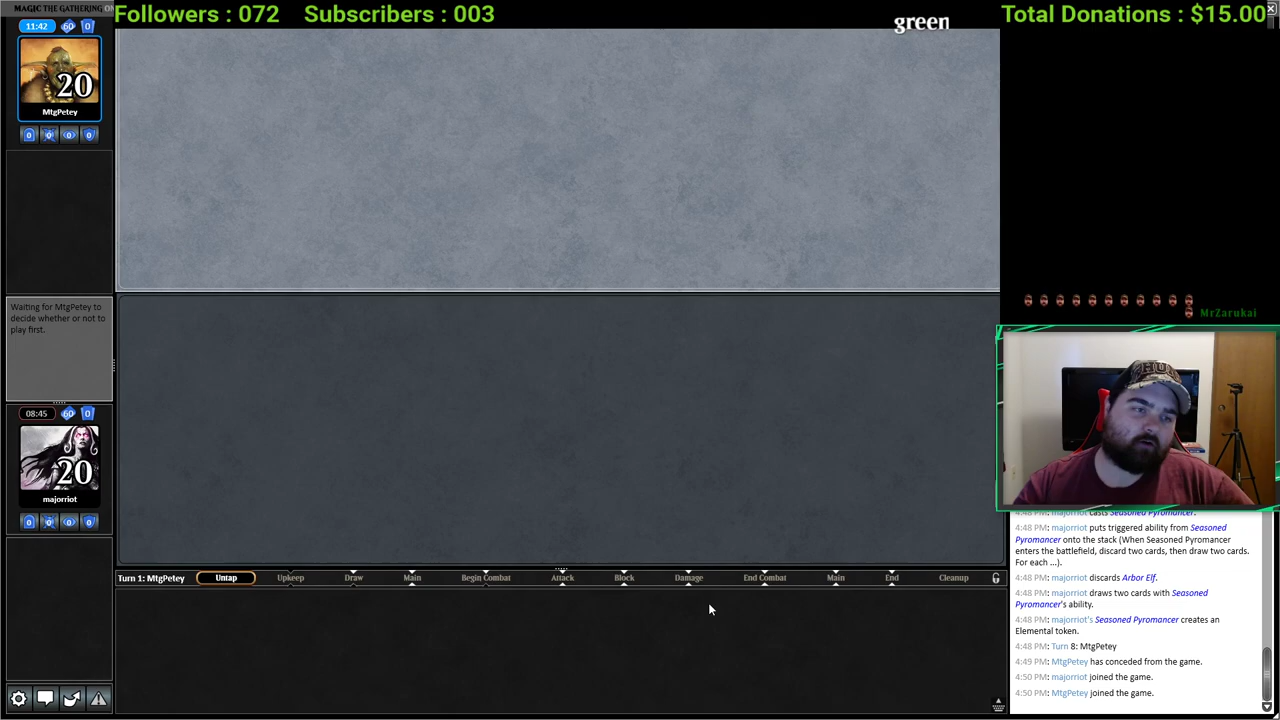 MAGIC THE GATHERING ON
Followers : 072 Subscribers : 003
green
Total Donations : $15.00
11:42 60 0
20
MtgPetey
0 0 0 0
Waiting for MtgPetey to
decide whether or not to
play first.
08:45 60 0
20
majorriot
0 0 0 0
MrZarukai
HUK
Turn 1: MtgPetey Untap Upkeep Draw Main Begin Combat Attack Block Damage End Combat Main End Cleanup
4:48 PM: majorriot casts Seasoned Pyromancer.
4:48 PM: majorriot puts triggered ability from Seasoned
Pyromancer onto the stack (When Seasoned Pyromancer
enters the battlefield, discard two cards, then draw two cards.
For each ...).
4:48 PM: majorriot discards Arbor Elf.
4:48 PM: majorriot draws two cards with Seasoned
Pyromancer's ability.
4:48 PM: majorriot's Seasoned Pyromancer creates an
Elemental token.
4:48 PM: Turn 8: MtgPetey
4:49 PM: MtgPetey has conceded from the game.
4:50 PM: majorriot joined the game.
4:50 PM: MtgPetey joined the game.